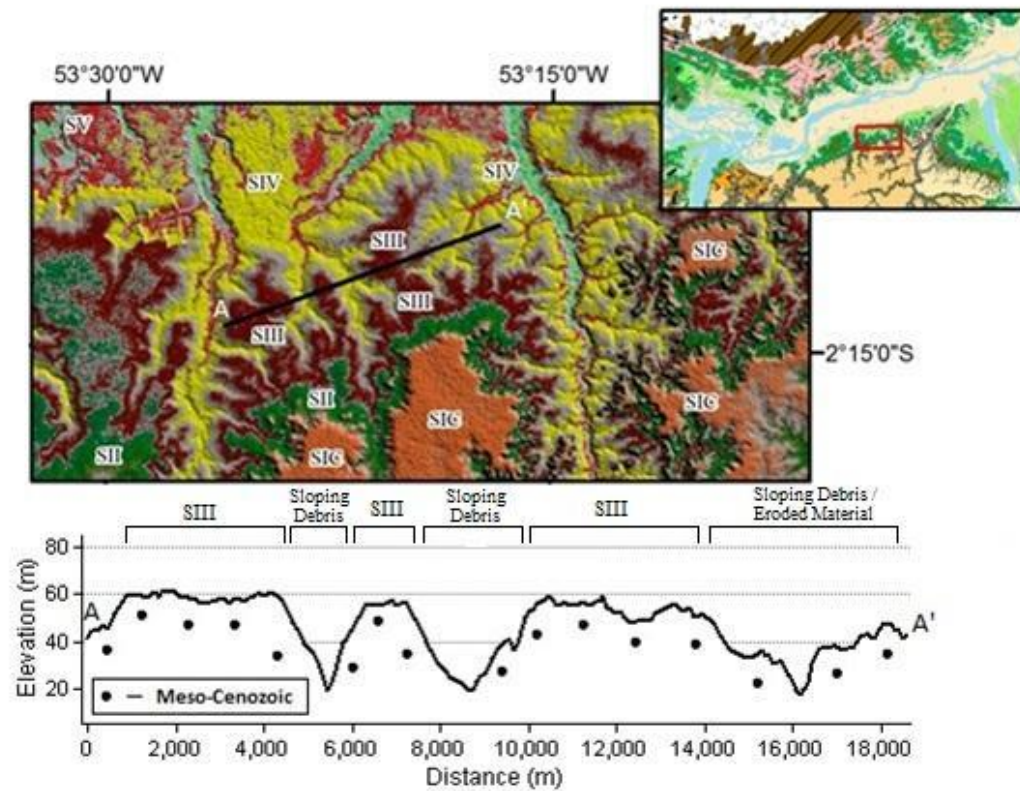 53°30'0"W
53°15'0"W
SV
SIV
SIV
A'
SIII
SIC
A
SIII
SIII
2°15'0"S
SII
SIC
SIC
SII
SIC
SIII
Sloping
Debris
SIII
Sloping
Debris
SIII
Sloping Debris /
Eroded Material
Elevation (m)
80
60
40
20
A
A'
Meso-Cenozoic
0
2,000
4,000
6,000
8,000
10,000
12,000
14,000
16,000
18,000
Distance (m)